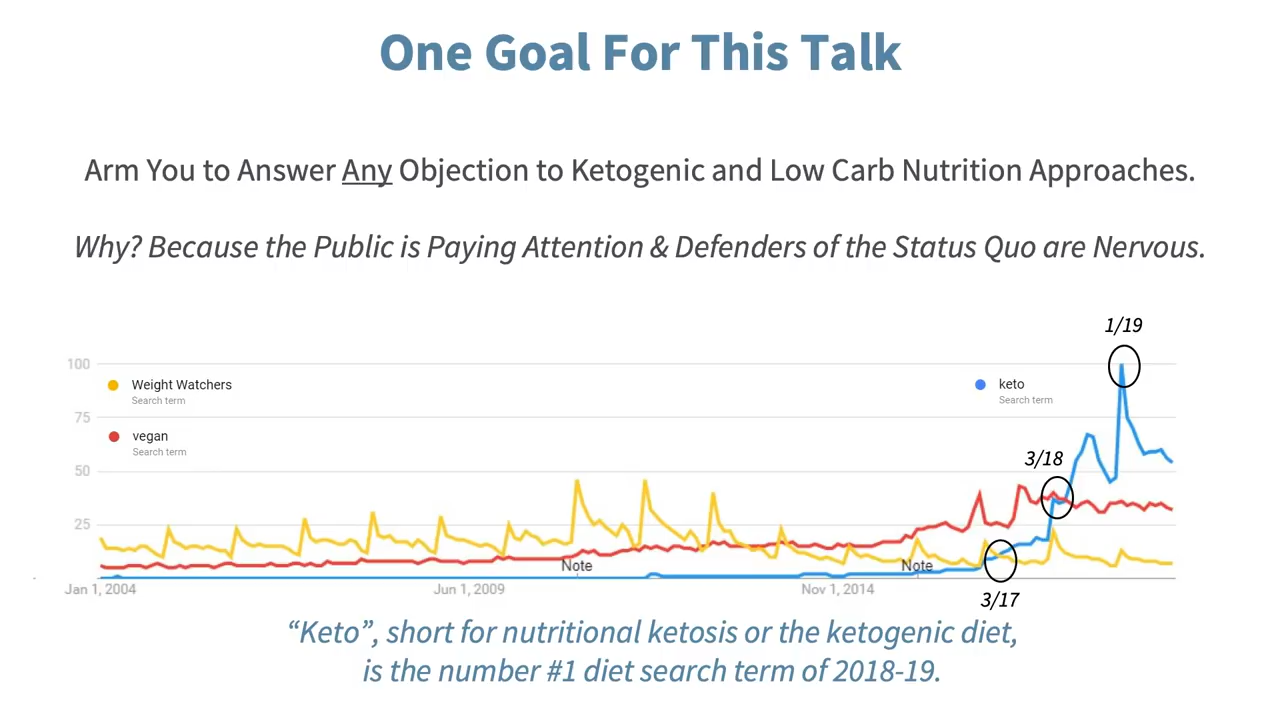 One Goal For This Talk
Arm You to Answer Any Objection to Ketogenic and Low Carb Nutrition Approaches.
Why? Because the Public is Paying Attention & Defenders of the Status Quo are Nervous.
1/19
100
Weight Watchers
Search term
keto
Search term
75
vegan
Search term
3/18
50
25
Note
Note
Jan 1, 2004
Jun 1, 2009
Nov 1, 2014
3/17
“Keto”, short for nutritional ketosis or the ketogenic diet,
is the number #1 diet search term of 2018-19.